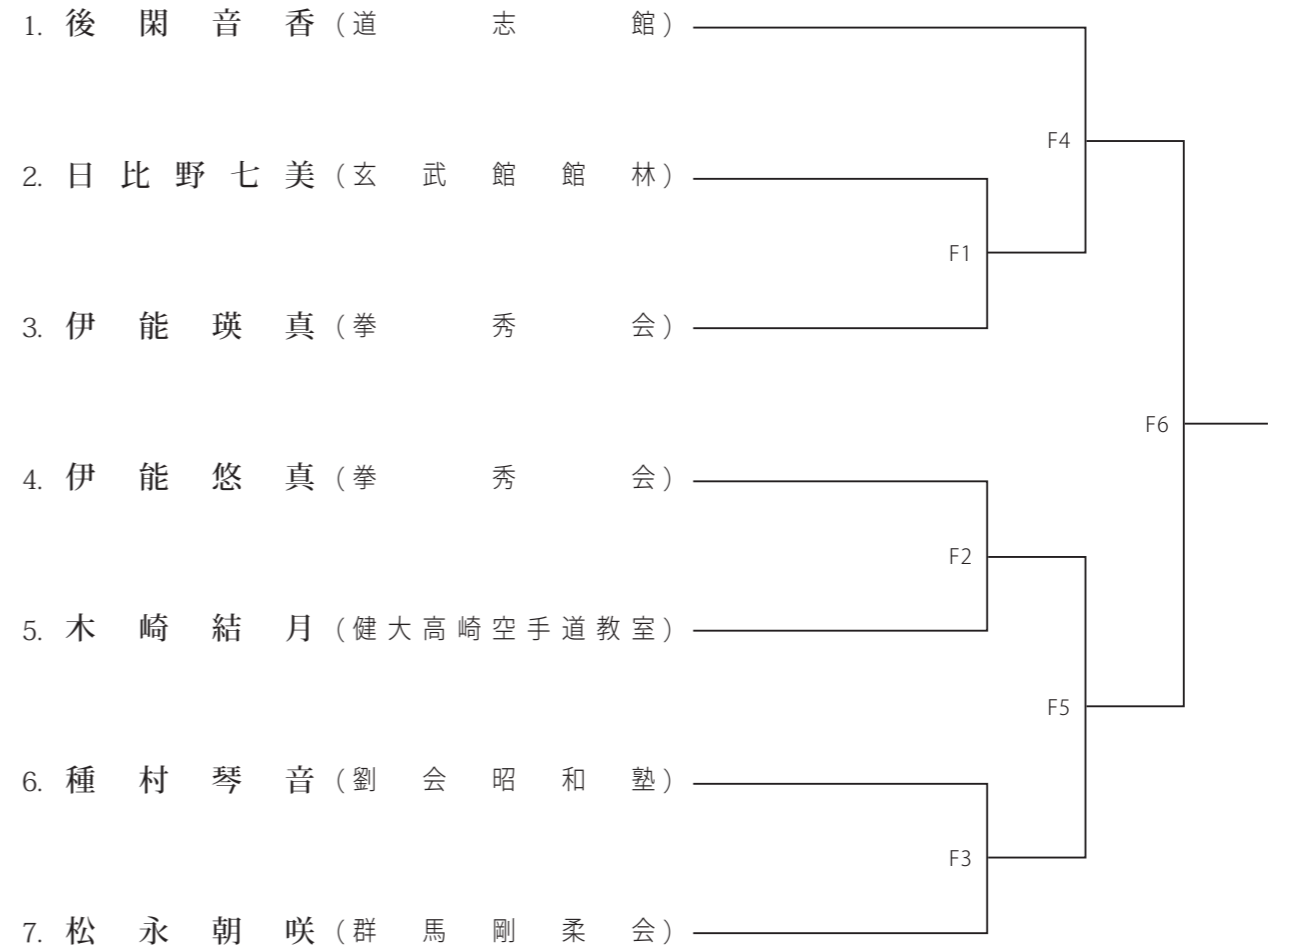 1. 後閑音香 (道志館)
F4
2. 日比野七美 (玄武館館林)
F1
3. 伊能瑛真 (拳秀会)
F6
4. 伊能悠真 (拳秀会)
F2
5. 木崎結月 (健大高崎空手道教室)
F5
6. 種村琴音 (劉会昭和塾)
F3
7. 松永朝咲 (群馬剛柔会)